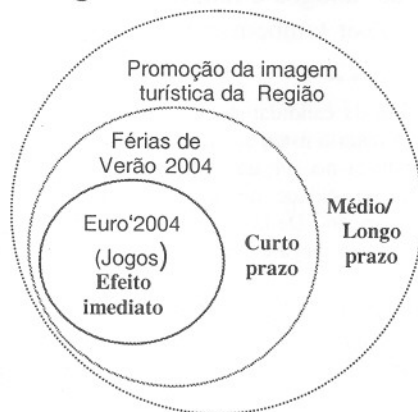 Promoção da imagem
turística da Região
Férias de
Verão 2004
Euro'2004
(Jogos)
Efeito
imediato
Curto
prazo
Médio/
Longo
prazo